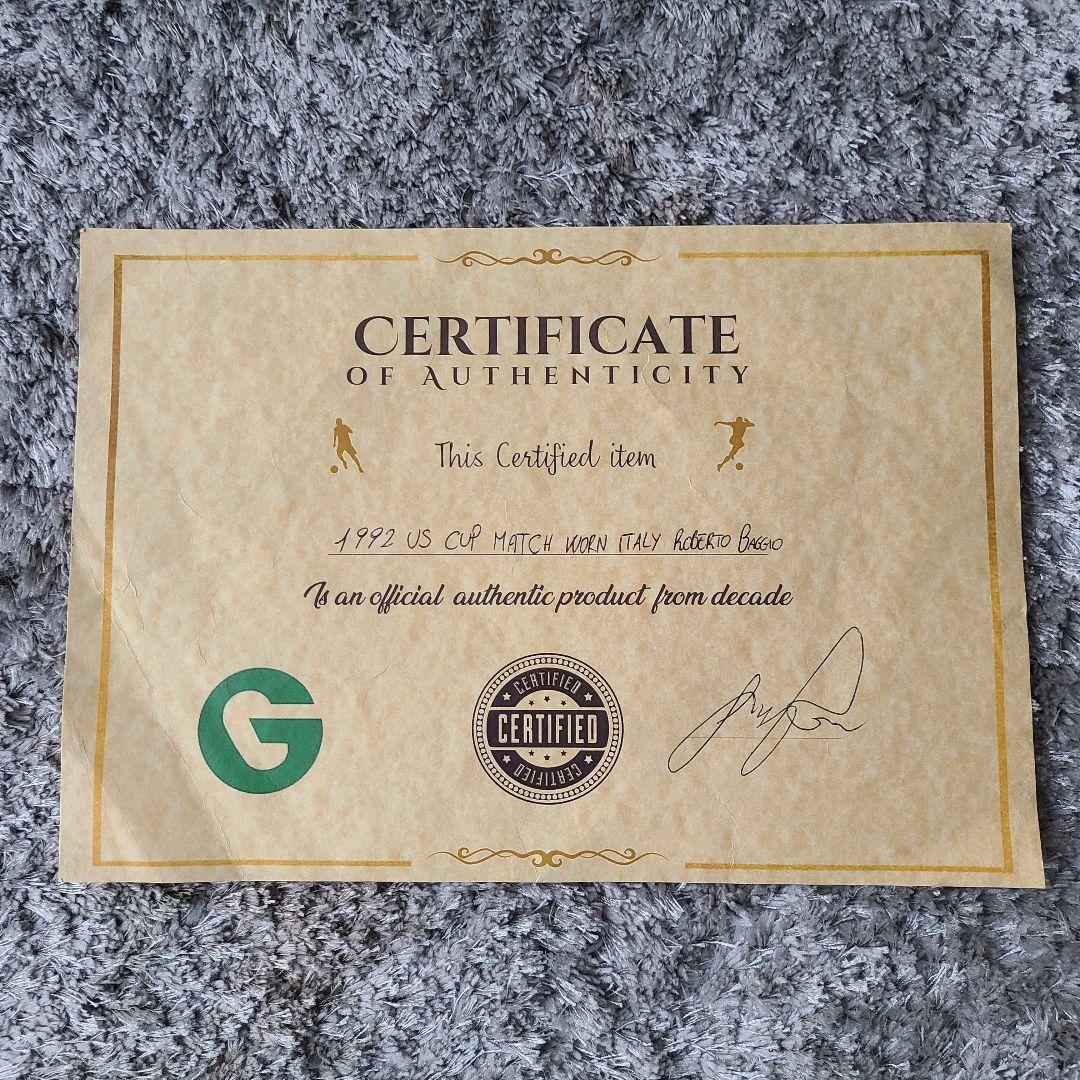 CERTIFICATE
OF AUTHENTICITY
This Certified item
1992 US CUP MATCH WORN ITALY ROBERTO BAGGIO
Is an official authentic product from decade
G
CERTIFIED
CERTIFIED
CERTIFIED